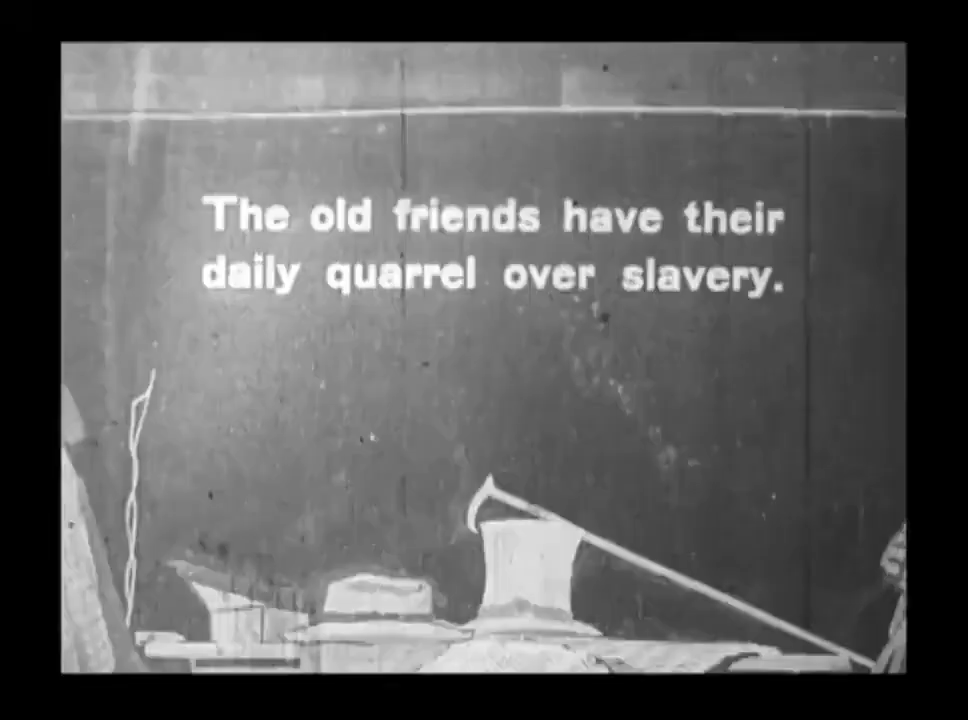 The old friends have their
daily quarrel over slavery.